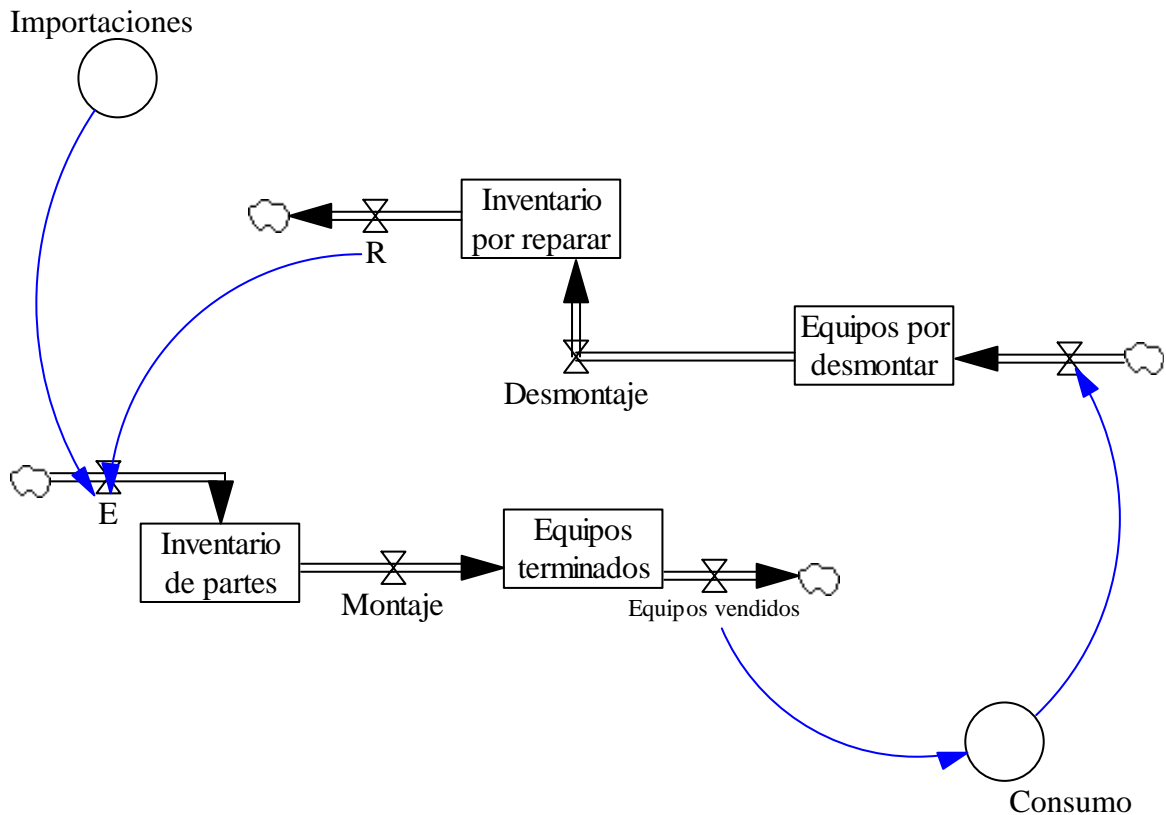 Importaciones
Inventario
por reparar
R
Equipos por
desmontar
Desmontaje
E
Inventario
de partes
Equipos
terminados
Montaje
Equipos vendidos
Consumo